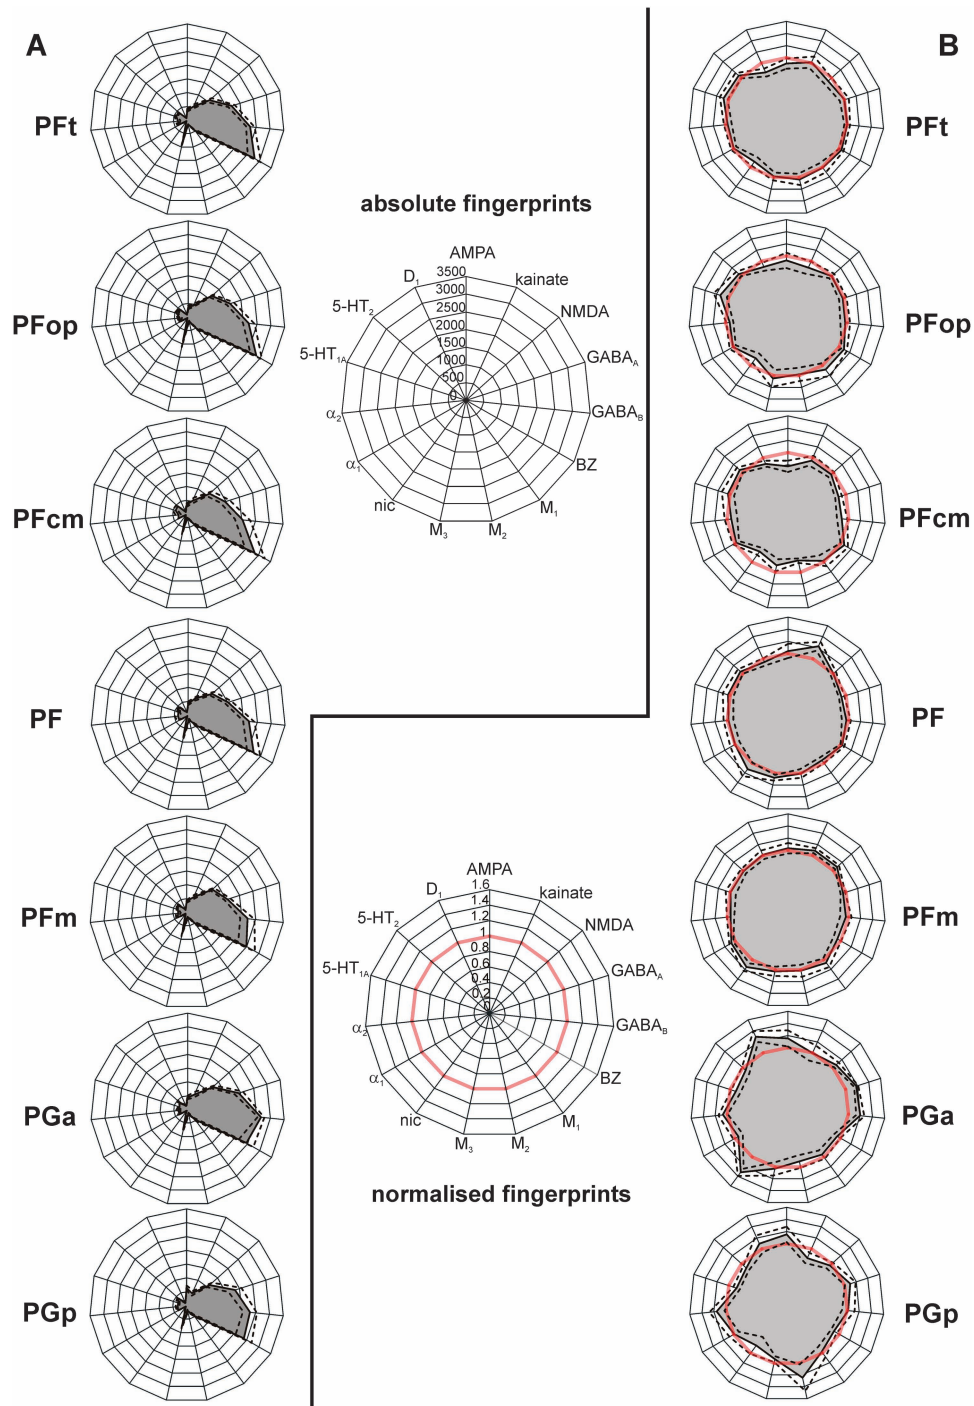 A
B
PFt
PFt
absolute fingerprints
AMPA
D1
kainate
3500
3000
2500
2000
1500
1000
500
0
5-HT2
NMDA
5-HT1A
GABAA
α2
GABAB
α1
BZ
nic
M1
M3
M2
PFop
PFop
PFcm
PFcm
PF
PF
AMPA
D1
kainate
1.6
1.4
1.2
1
0.8
0.6
0.4
0.2
0
5-HT2
NMDA
5-HT1A
GABAA
α2
GABAB
α1
BZ
nic
M1
M3
M2
PFm
PFm
PGa
PGa
normalised fingerprints
PGp
PGp